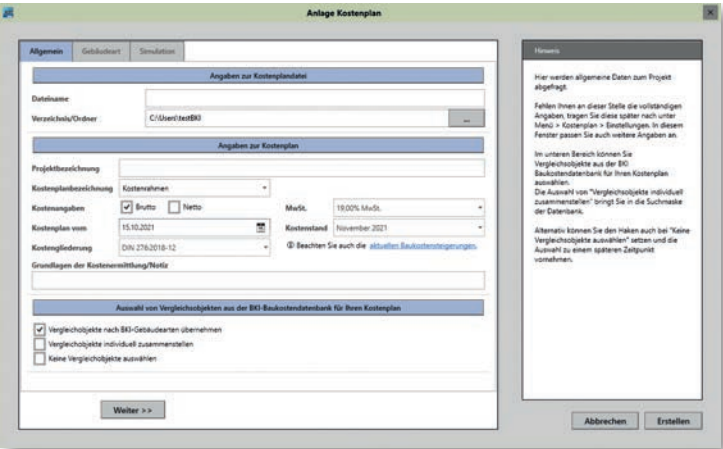 Anlage Kostenplan
Allgemein Gebäudeart Simulation
Angaben zur Kostenplandatei
Dateiname
Verzeichnis/Ordner C:\Users\testBKI ...
Angaben zur Kostenplan
Projektbezeichnung
Kostenplanbezeichnung Kostenrahmen
Kostenangaben Brutto Netto MwSt. 19,00% MwSt.
Kostenplan vom 15.10.2021 Kostenstand November 2021
Kostengliederung DIN 276:2018-12 Beachten Sie auch die aktuellen Baukostensteigerungen.
Grundlagen der Kostenermittlung/Notiz
Auswahl von Vergleichsobjekten aus der BKI-Baukostendatenbank für Ihren Kostenplan
Vergleichobjekte nach BKI-Gebäudearten übernehmen
Vergleichobjekte individuell zusammenstellen
Keine Vergleichobjekte auswählen
Weiter >>
Hinweis
Hier werden allgemeine Daten zum Projekt
abgefragt.
Fehlen Ihnen an dieser Stelle die vollständigen
Angaben, tragen Sie diese später nach unter
Menü > Kostenplan > Einstellungen. In diesem
Fenster passen Sie auch weitere Angaben an.
Im unteren Bereich können Sie
Vergleichsobjekte aus der BKI
Baukostendatenbank für Ihren Kostenplan
auswählen.
Die Auswahl von "Vergleichsobjekte individuell
zusammenstellen" bringt Sie in die Suchmaske
der Datenbank.
Alternativ können Sie den Haken auch bei "Keine
Vergleichsobjekte auswählen" setzen und die
Auswahl zu einem späteren Zeitpunkt
vornehmen.
Abbrechen Erstellen